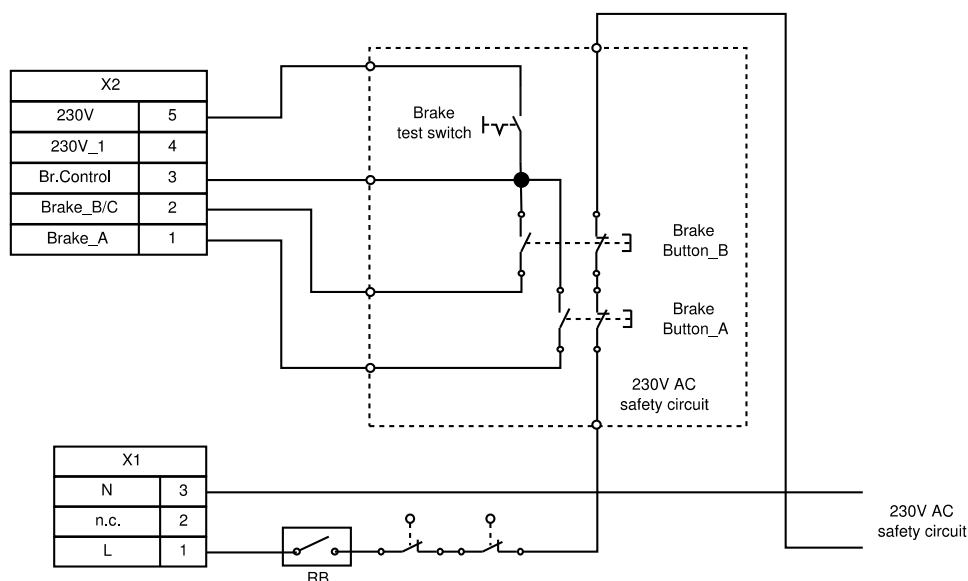 X2
230V 5
230V_1 4
Br.Control 3
Brake_B/C 2
Brake_A 1
Brake
test switch
Brake
Button_B
Brake
Button_A
230V AC
safety circuit
X1
N 3
n.c. 2
L 1
RB
230V AC
safety circuit